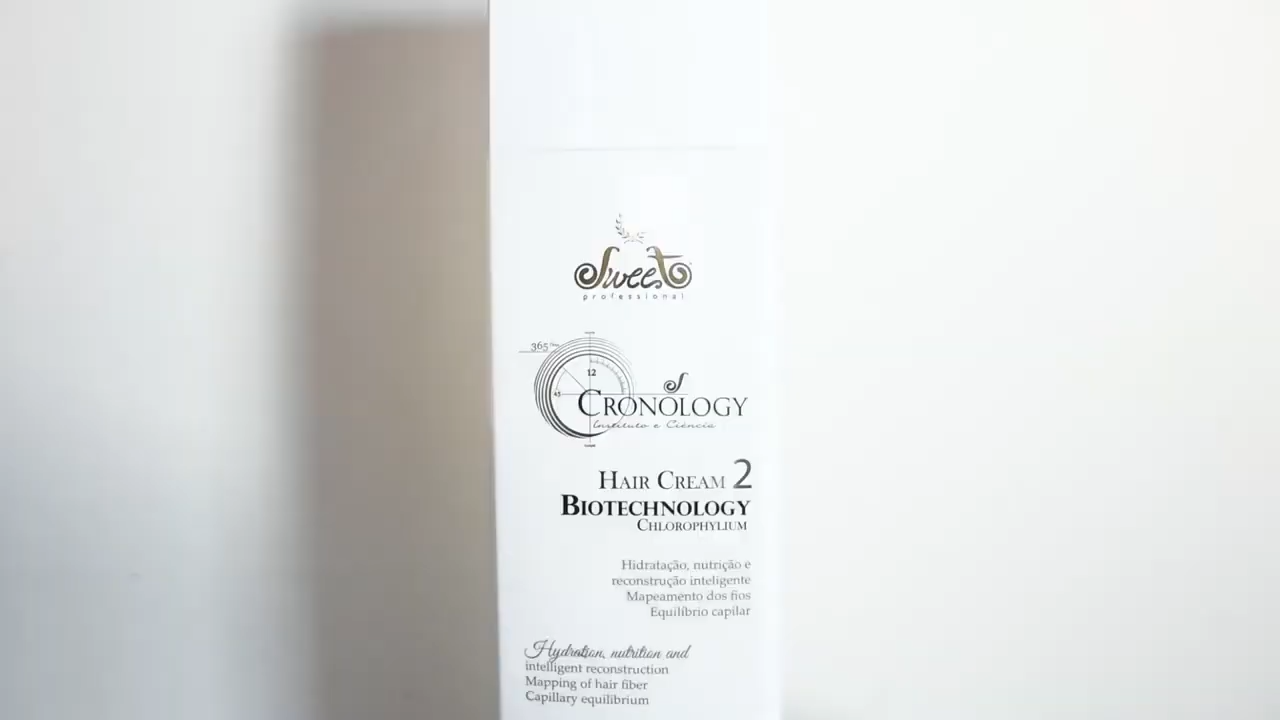 Sweet
professional
365
12
45
CRONOLOGY
Instituto e Ciência
HAIR CREAM 2
BIOTECHNOLOGY
CHLOROPHYLIUM
Hidratação, nutrição e
reconstrução inteligente
Mapeamento dos fios
Equilíbrio capilar
Hydration, nutrition and
intelligent reconstruction
Mapping of hair fiber
Capillary equilibrium